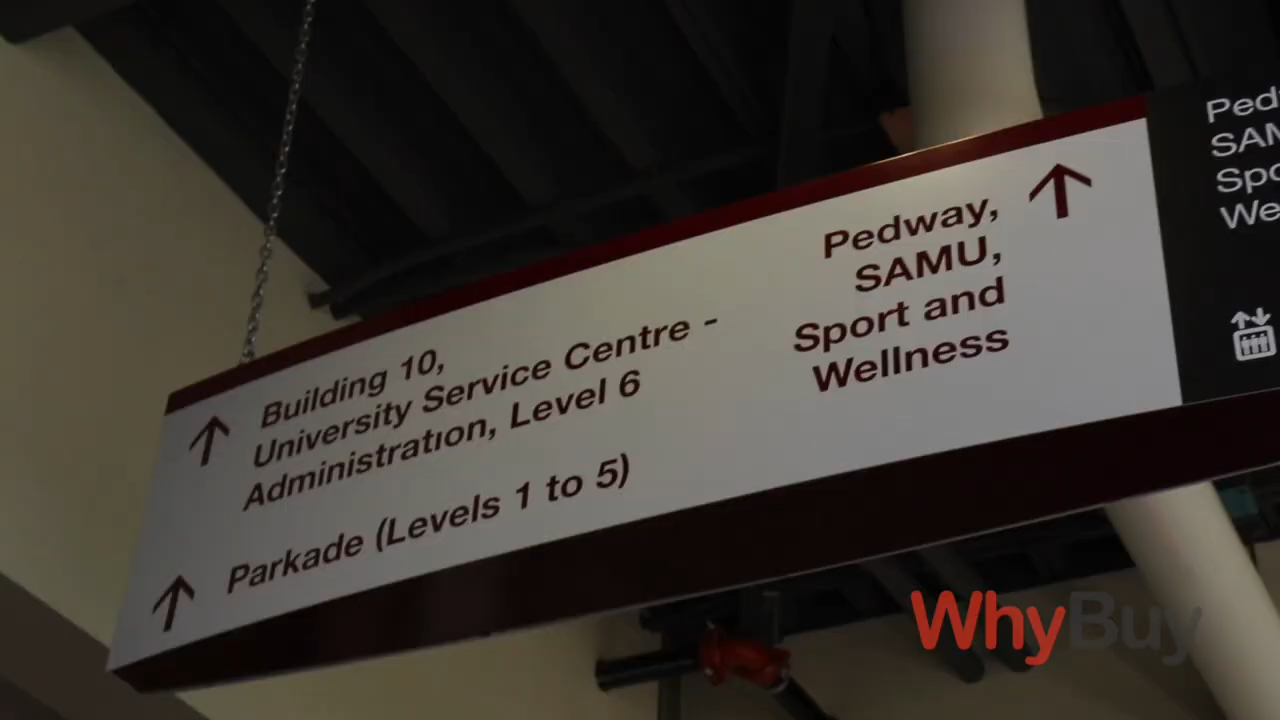 Building 10,
University Service Centre -
Administration, Level 6
Parkade (Levels 1 to 5)
Pedway,
SAMU,
Sport and
Wellness
WhyBuy